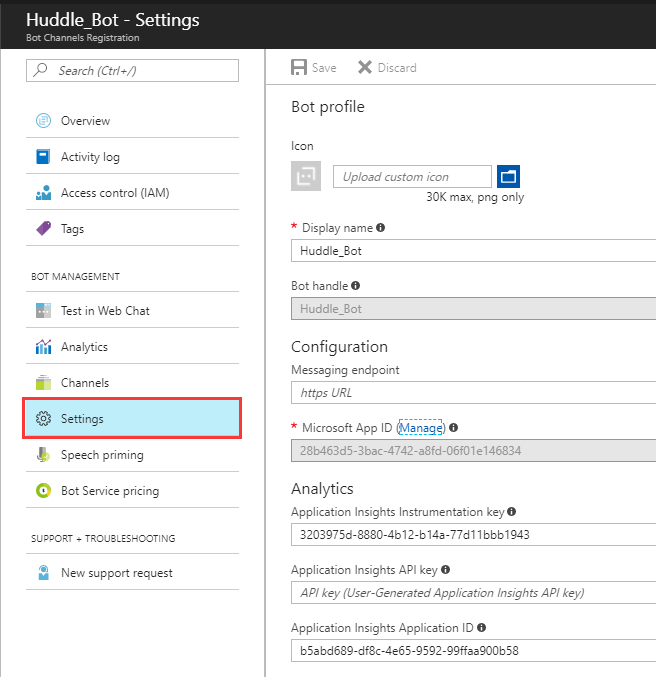 Huddle_Bot - Settings
Bot Channels Registration
Search (Ctrl+/)
Overview
Activity log
Access control (IAM)
Tags
BOT MANAGEMENT
Test in Web Chat
Analytics
Channels
Settings
Speech priming
Bot Service pricing
SUPPORT + TROUBLESHOOTING
New support request
Save Discard
Bot profile
Icon
Upload custom icon
30K max, png only
* Display name
Huddle_Bot
Bot handle
Huddle_Bot
Configuration
Messaging endpoint
https URL
* Microsoft App ID (Manage)
28b463d5-3bac-4742-a8fd-06f01e146834
Analytics
Application Insights Instrumentation key
3203975d-8880-4b12-b14a-77d11bbb1943
Application Insights API key
API key (User-Generated Application Insights API key)
Application Insights Application ID
b5abd689-df8c-4e65-9592-99ffaa900b58